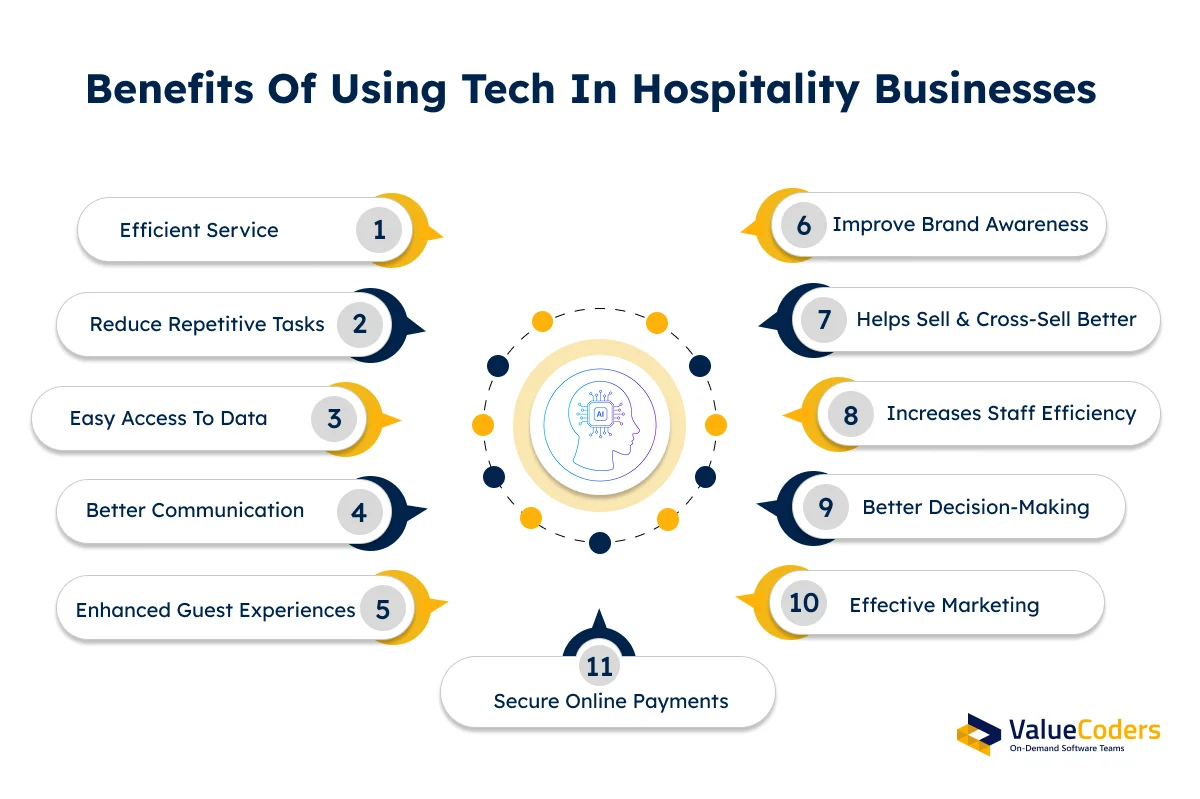 Benefits Of Using Tech In Hospitality Businesses
Efficient Service 1
Reduce Repetitive Tasks 2
Easy Access To Data 3
Better Communication 4
Enhanced Guest Experiences 5
6 Improve Brand Awareness
7 Helps Sell & Cross-Sell Better
8 Increases Staff Efficiency
9 Better Decision-Making
10 Effective Marketing
11
Secure Online Payments
AI
ValueCoders
On-Demand Software Teams